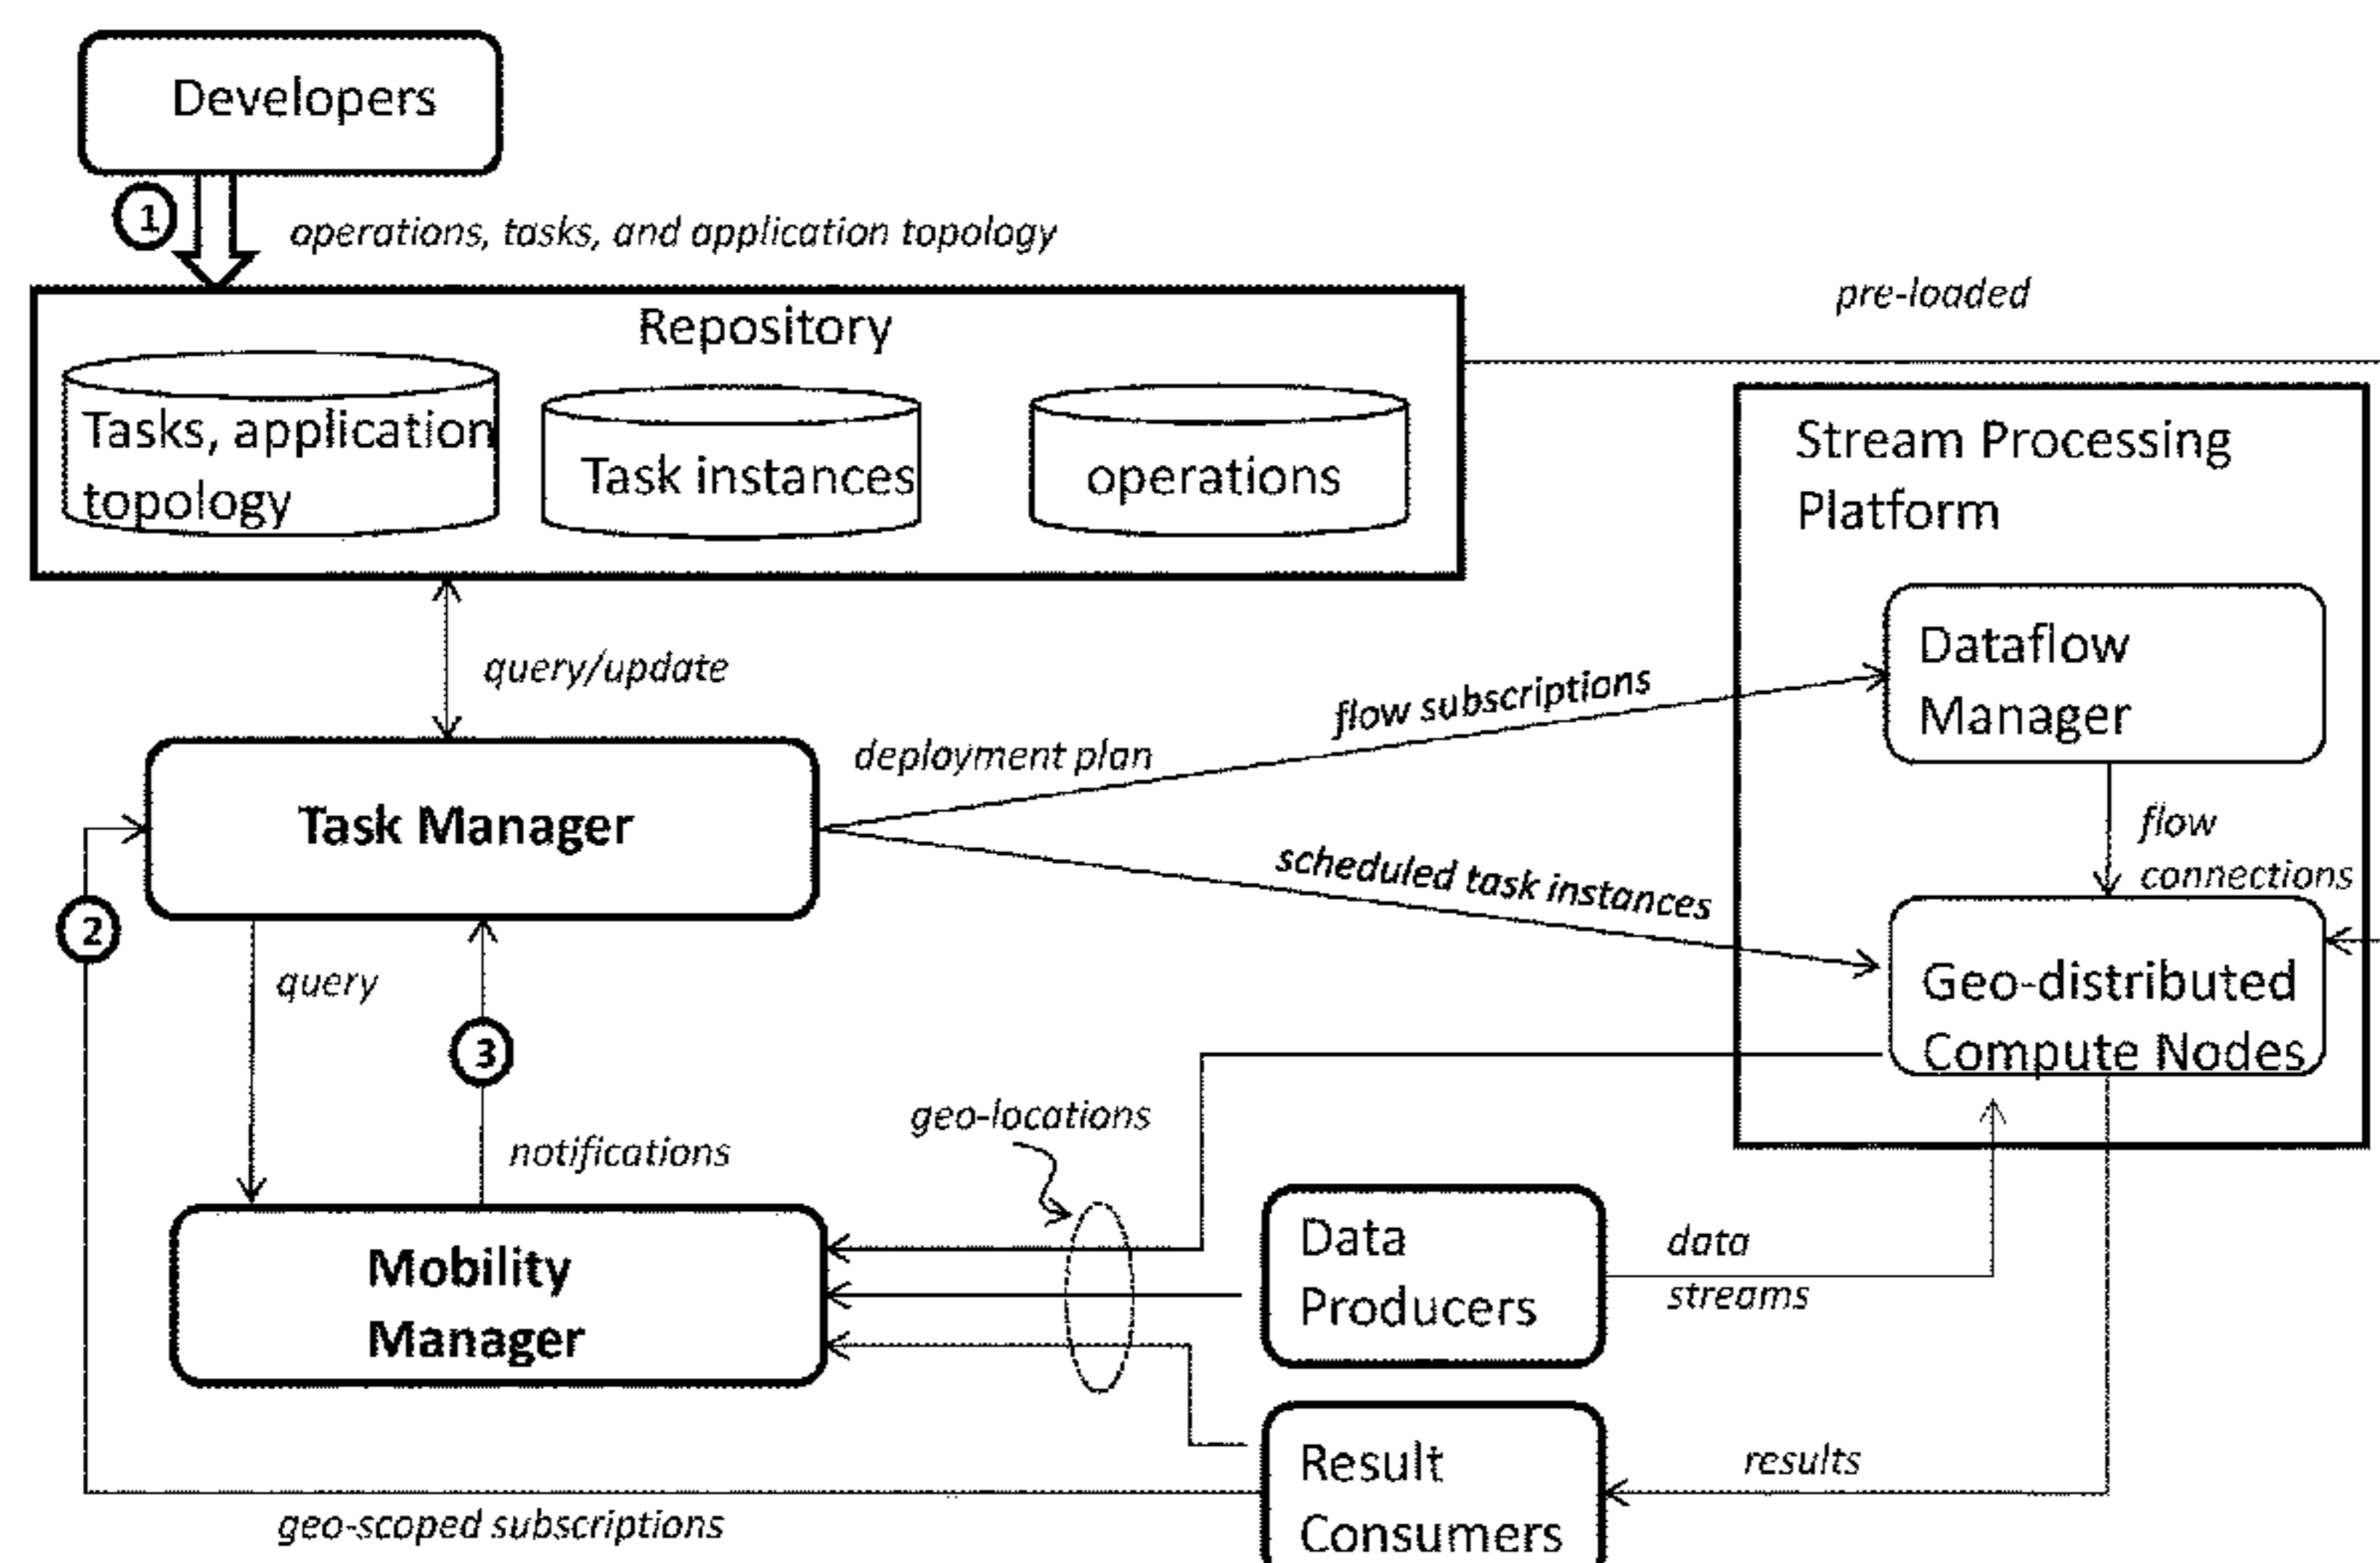 Developers
1
operations, tasks, and application topology
pre-loaded
Repository
Tasks, application
topology
Task instances
operations
Stream Processing
Platform
Dataflow
Manager
query/update
flow subscriptions
deployment plan
Task Manager
scheduled task instances
flow
connections
2
query
3
notifications
Geo-distributed
Compute Nodes
geo-locations
Mobility
Manager
Data
Producers
data
streams
Result
Consumers
results
geo-scoped subscriptions